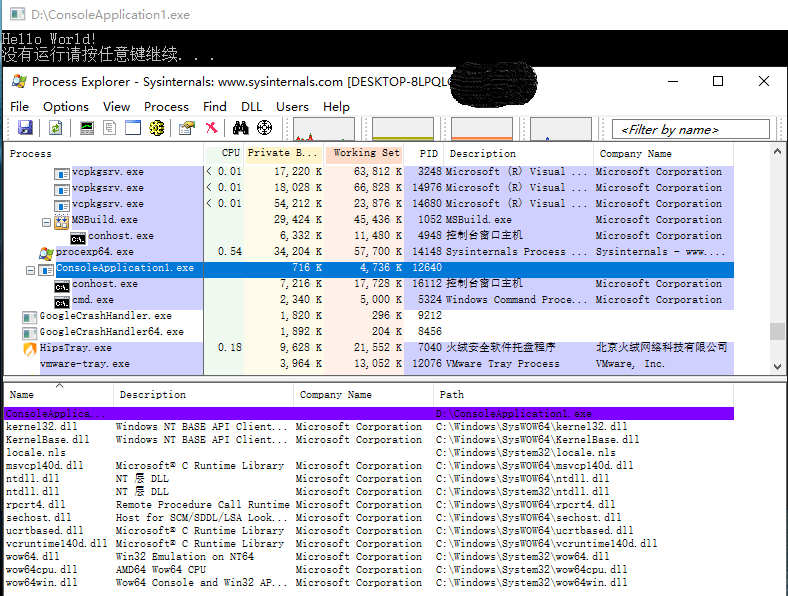 D:\ConsoleApplication1.exe
Hello World!
没有运行请按任意键继续. . .
Process Explorer - Sysinternals: www.sysinternals.com [DESKTOP-8LPQL
File Options View Process Find DLL Users Help
<Filter by name>
Process CPU Private B... Working Set PID Description Company Name
vcpkgsrv.exe < 0.01 17,220 K 63,812 K 3248 Microsoft (R) Visual ... Microsoft Corporation
vcpkgsrv.exe < 0.01 18,028 K 66,828 K 14976 Microsoft (R) Visual ... Microsoft Corporation
vcpkgsrv.exe < 0.01 54,212 K 23,876 K 14680 Microsoft (R) Visual ... Microsoft Corporation
MSBuild.exe 29,424 K 45,436 K 1052 MSBuild.exe Microsoft Corporation
conhost.exe 6,332 K 11,480 K 4948 控制台窗口主机 Microsoft Corporation
procexp64.exe 0.54 34,204 K 57,700 K 14148 Sysinternals Process ... Sysinternals - www....
ConsoleApplication1.exe 716 K 4,736 K 12640
conhost.exe 7,216 K 17,728 K 16112 控制台窗口主机 Microsoft Corporation
cmd.exe 2,340 K 5,000 K 5324 Windows Command Proce... Microsoft Corporation
GoogleCrashHandler.exe 1,820 K 296 K 9212
GoogleCrashHandler64.exe 1,892 K 204 K 8456
HipsTray.exe 0.18 9,628 K 21,552 K 7040 火绒安全软件托盘程序 北京火绒网络科技有限公司
vmware-tray.exe 3,964 K 13,052 K 12076 VMware Tray Process VMware, Inc.
Name Description Company Name Path
ConsoleApplica... D:\ConsoleApplication1.exe
kernel32.dll Windows NT BASE API Client... Microsoft Corporation C:\Windows\SysWOW64\kernel32.dll
KernelBase.dll Windows NT BASE API Client... Microsoft Corporation C:\Windows\SysWOW64\KernelBase.dll
locale.nls C:\Windows\System32\locale.nls
msvcp140d.dll Microsoft® C Runtime Library Microsoft Corporation C:\Windows\SysWOW64\msvcp140d.dll
ntdll.dll NT 层 DLL Microsoft Corporation C:\Windows\SysWOW64\ntdll.dll
ntdll.dll NT 层 DLL Microsoft Corporation C:\Windows\System32\ntdll.dll
rpcrt4.dll Remote Procedure Call Runtime Microsoft Corporation C:\Windows\SysWOW64\rpcrt4.dll
sechost.dll Host for SCM/SDDL/LSA Look... Microsoft Corporation C:\Windows\SysWOW64\sechost.dll
ucrtbased.dll Microsoft® C Runtime Library Microsoft Corporation C:\Windows\SysWOW64\ucrtbased.dll
vcruntime140d.dll Microsoft® C Runtime Library Microsoft Corporation C:\Windows\SysWOW64\vcruntime140d.dll
wow64.dll Win32 Emulation on NT64 Microsoft Corporation C:\Windows\System32\wow64.dll
wow64cpu.dll AMD64 Wow64 CPU Microsoft Corporation C:\Windows\System32\wow64cpu.dll
wow64win.dll Wow64 Console and Win32 AP... Microsoft Corporation C:\Windows\System32\wow64win.dll